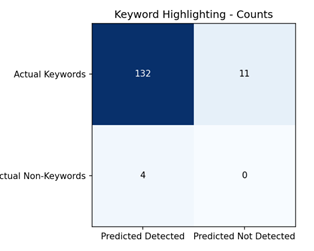 Keyword Highlighting - Counts
Actual Keywords
132
11
ctual Non-Keywords
4
0
Predicted Detected
Predicted Not Detected